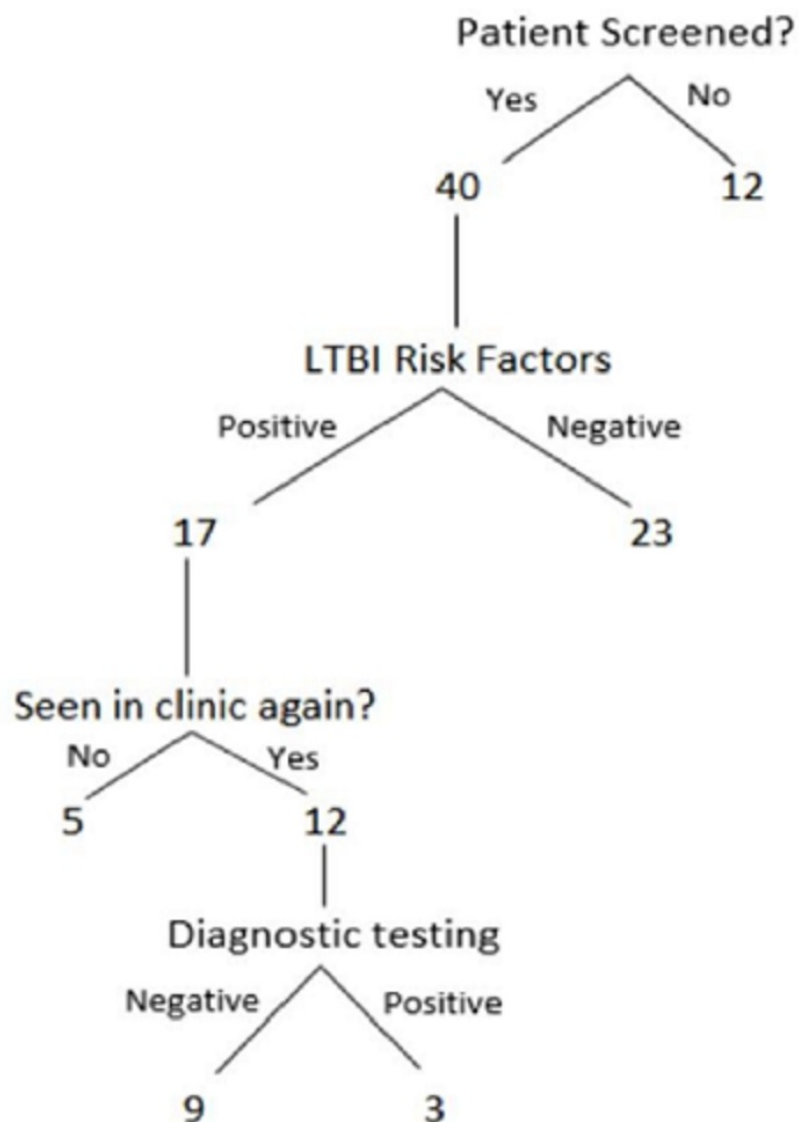 Patient Screened?
Yes No
40 12
LTBI Risk Factors
Positive Negative
17 23
Seen in clinic again?
No Yes
5 12
Diagnostic testing
Negative Positive
9 3